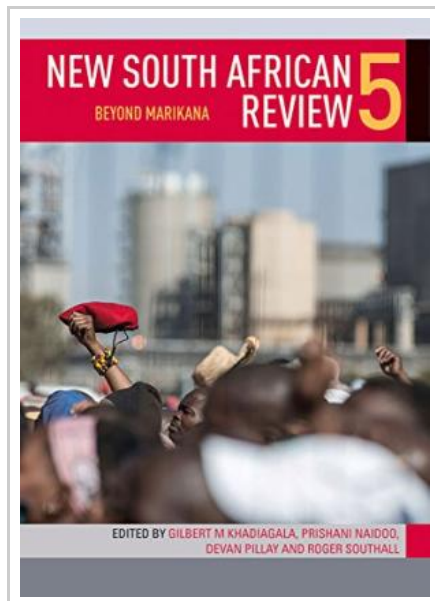 NEW SOUTH AFRICAN 5
BEYOND MARIKANA REVIEW
EDITED BY GILBERT M KHADIAGALA, PRISHANI NAIDOO,
DEVAN PILLAY AND ROGER SOUTHALL